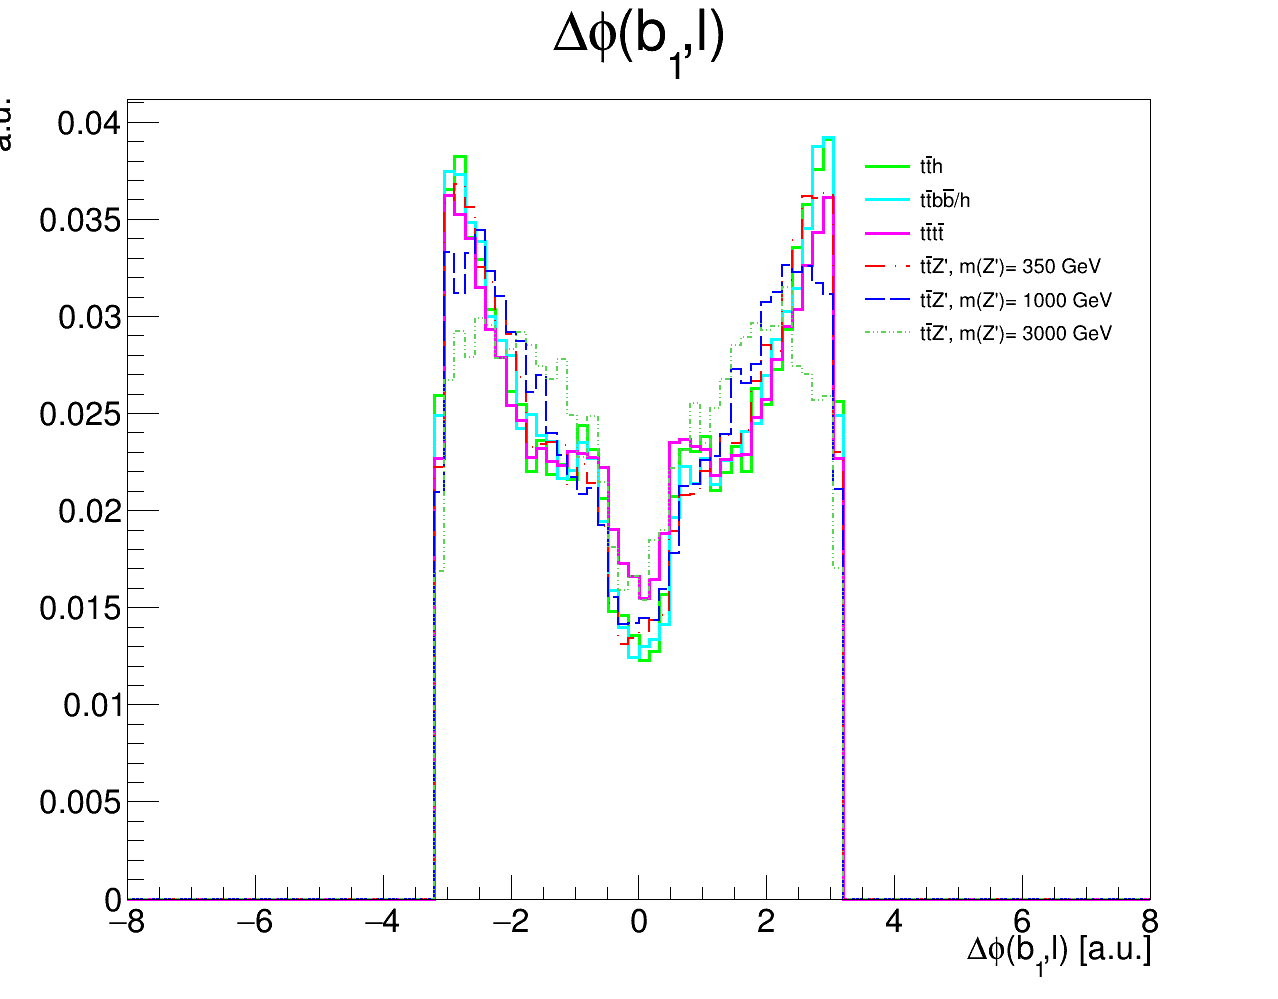 Δϕ(b₁,l)
a.u.
0.04
0.035
0.03
0.025
0.02
0.015
0.01
0.005
0
tt̄h
tt̄bb̄/h
tt̄tt̄
tt̄Z', m(Z')= 350 GeV
tt̄Z', m(Z')= 1000 GeV
tt̄Z', m(Z')= 3000 GeV
−8 −6 −4 −2 0 2 4 6 8
Δϕ(b₁,l) [a.u.]